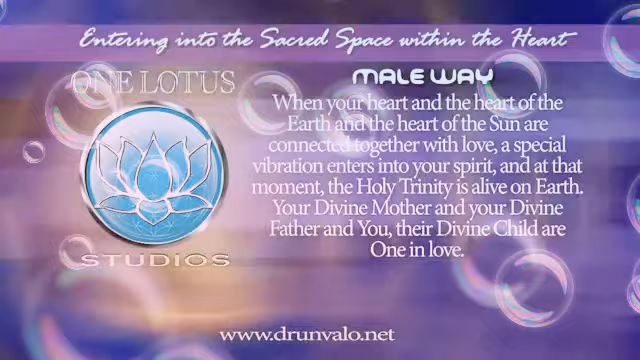 Entering into the Sacred Space within the Heart
ONE LOTUS
STUDIOS
MALE WAY
When your heart and the heart of the
Earth and the heart of the Sun are
connected together with love, a special
vibration enters into your spirit, and at that
moment, the Holy Trinity is alive on Earth.
Your Divine Mother and your Divine
Father and You, their Divine Child are
One in love.
www.drunvalo.net